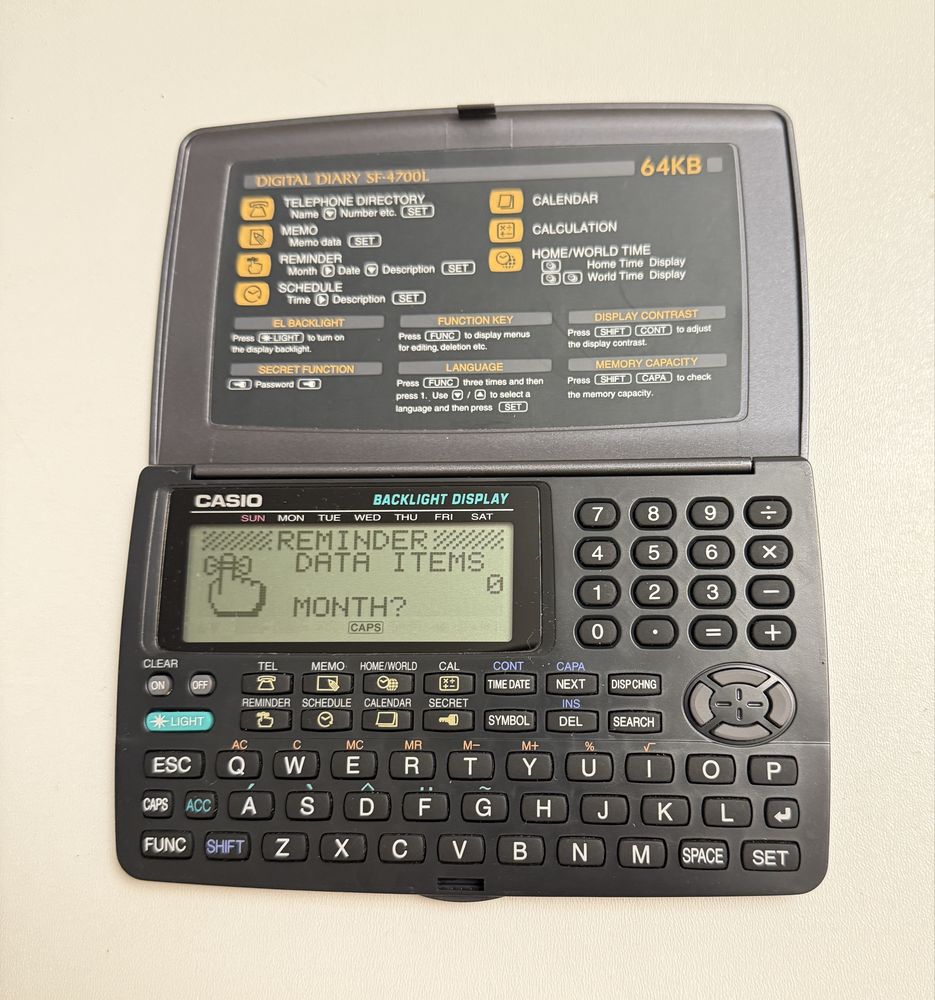 DIGITAL DIARY SF-4700L 64KB
TELEPHONE DIRECTORY
Name Number etc. SET
MEMO
Memo data SET
REMINDER
Month Date Description SET
SCHEDULE
Time Description SET
CALENDAR
CALCULATION
HOME/WORLD TIME
Home Time Display
World Time Display
EL BACKLIGHT
Press LIGHT to turn on
the display backlight.
FUNCTION KEY
Press FUNC to display menus
for editing, deletion etc.
DISPLAY CONTRAST
Press SHIFT CONT to adjust
the display contrast.
SECRET FUNCTION
Password
LANGUAGE
Press FUNC three times and then
press 1. Use ▼ / ▲ to select a
language and then press SET
MEMORY CAPACITY
Press SHIFT CAPA to check
the memory capacity.
CASIO BACKLIGHT DISPLAY
SUN MON TUE WED THU FRI SAT
REMINDER
DATA ITEMS
0
MONTH?
CAPS
7 8 9 ÷
4 5 6 ×
1 2 3 −
0 . = +
CLEAR
ON OFF
LIGHT
TEL MEMO HOME/WORLD CAL CONT CAPA
TIME DATE NEXT DISP CHNG
REMINDER SCHEDULE CALENDAR SECRET INS
SYMBOL DEL SEARCH
AC C MC MR M− M+ % √
ESC Q W E R T Y U I O P
´ ` ^ ¨ ~
CAPS ACC A S D F G H J K L ↵
FUNC SHIFT Z X C V B N M SPACE SET